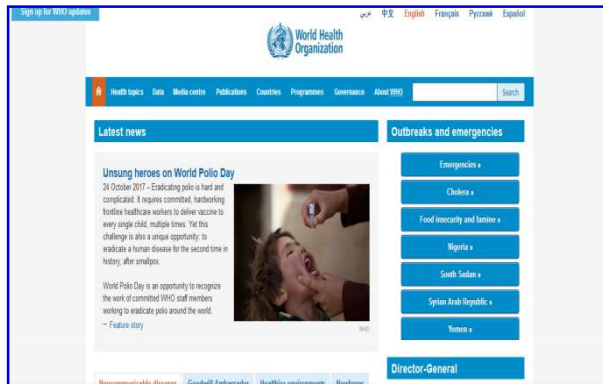 Sign up for WHO updates
عربي 中文 English Français Русский Español
World Health
Organization
Health topics Data Media centre Publications Countries Programmes Governance About WHO Search
Latest news
Unsung heroes on World Polio Day
24 October 2017 – Eradicating polio is hard and
complicated. It requires committed, hardworking
frontline healthcare workers to deliver vaccine to
every single child, multiple times. Yet this
challenge is also a unique opportunity: to
eradicate a human disease for the second time in
history, after smallpox.
World Polio Day is an opportunity to recognize
the work of committed WHO staff members
working to eradicate polio around the world.
– Feature story
WHO
Outbreaks and emergencies
Emergencies »
Cholera »
Food insecurity and famine »
Nigeria »
South Sudan »
Syrian Arab Republic »
Yemen »
Director-General
Noncommunicable diseases Goodwill Ambassador Healthier environments Newborns